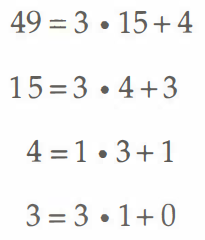 49 = 3 • 15 + 4
15 = 3 • 4 + 3
4 = 1 • 3 + 1
3 = 3 • 1 + 0